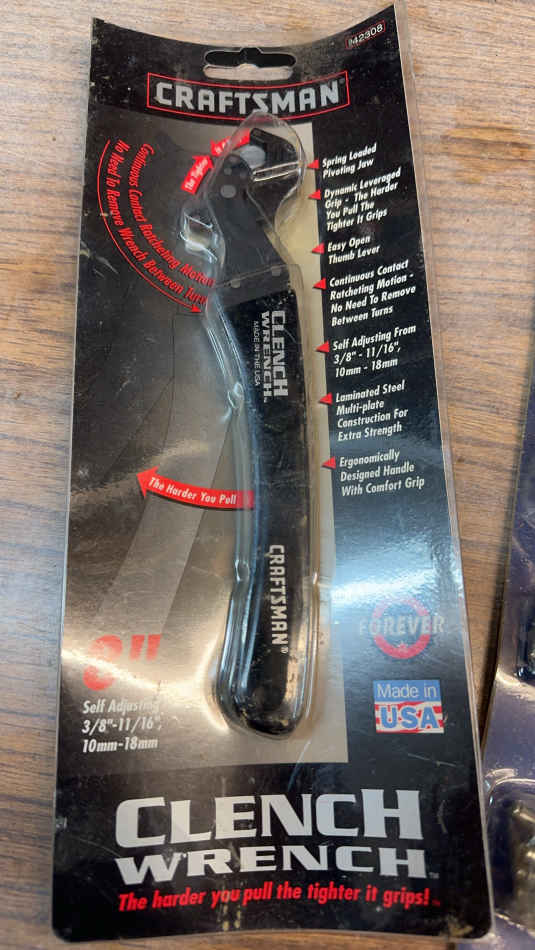 942308
CRAFTSMAN®
The Tighter
Continuous Contact Ratcheting Motion
No Need To Remove Wrench Between Turns
Spring Loaded
Pivoting Jaw
Dynamic Leveraged
Grip - The Harder
You Pull The
Tighter It Grips
Easy Open
Thumb Lever
Continuous Contact
Ratcheting Motion -
No Need To Remove
Between Turns
Self Adjusting From
3/8" - 11/16",
10mm - 18mm
Laminated Steel
Multi-plate
Construction For
Extra Strength
Ergonomically
Designed Handle
With Comfort Grip
CLENCH
WRENCH™
MADE IN THE USA
The Harder You Pull
CRAFTSMAN®
FOREVER
8"
Self Adjusting
3/8"-11/16",
10mm-18mm
Made in
USA
CLENCH
WRENCH™
The harder you pull the tighter it grips!™